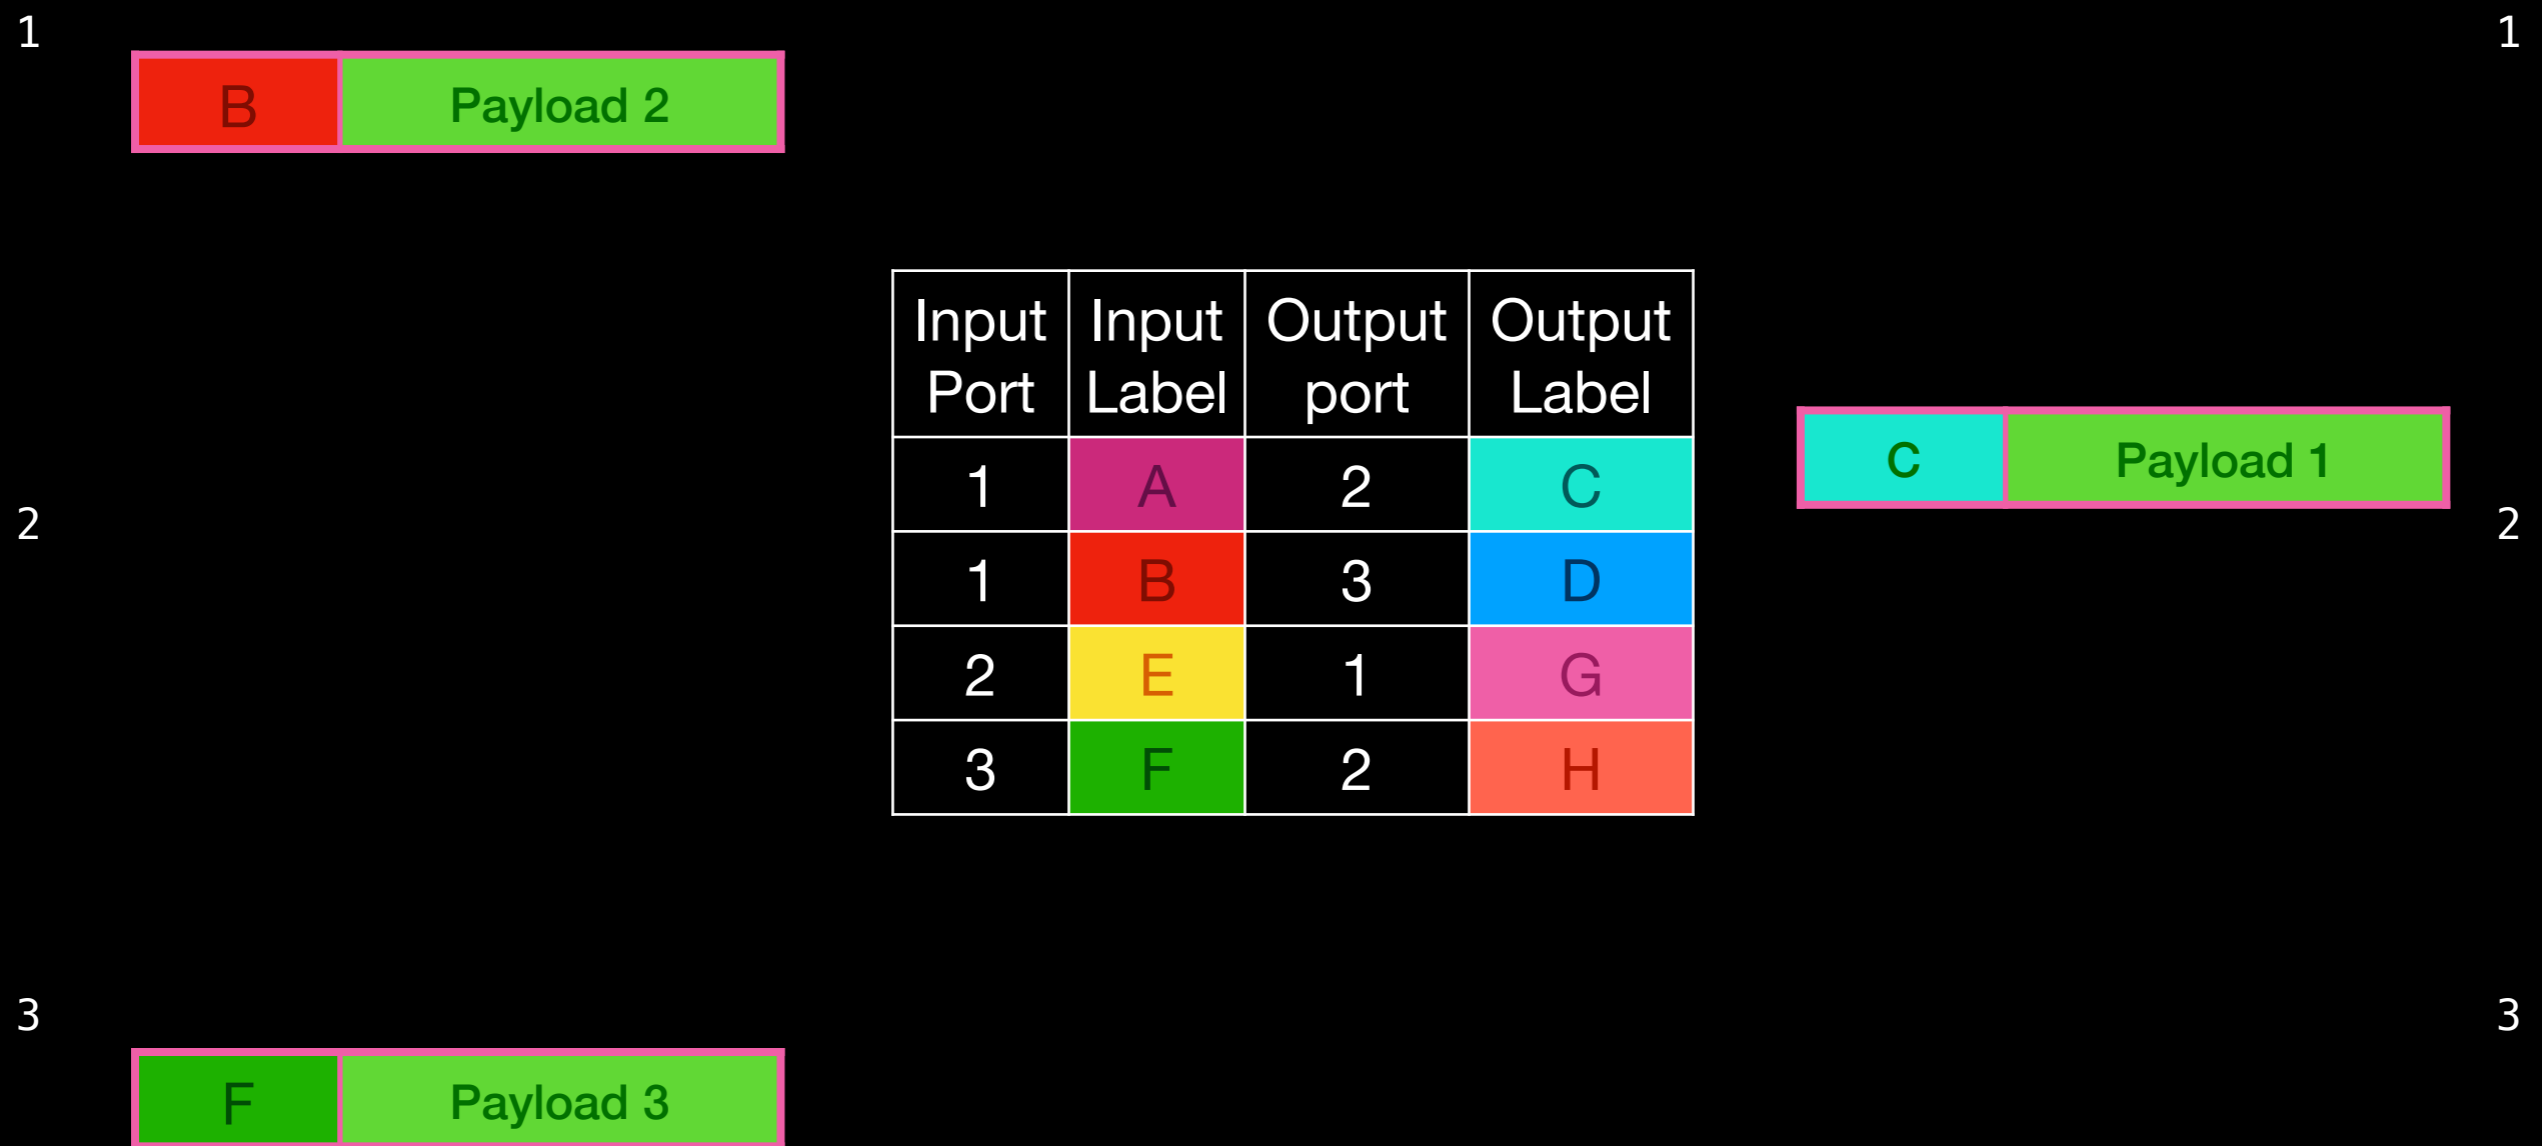 1
1
B Payload 2
Input Port Input Label Output port Output Label
C Payload 1
1 A 2 C
2
2
1 B 3 D
2 E 1 G
3 F 2 H
3
3
F Payload 3